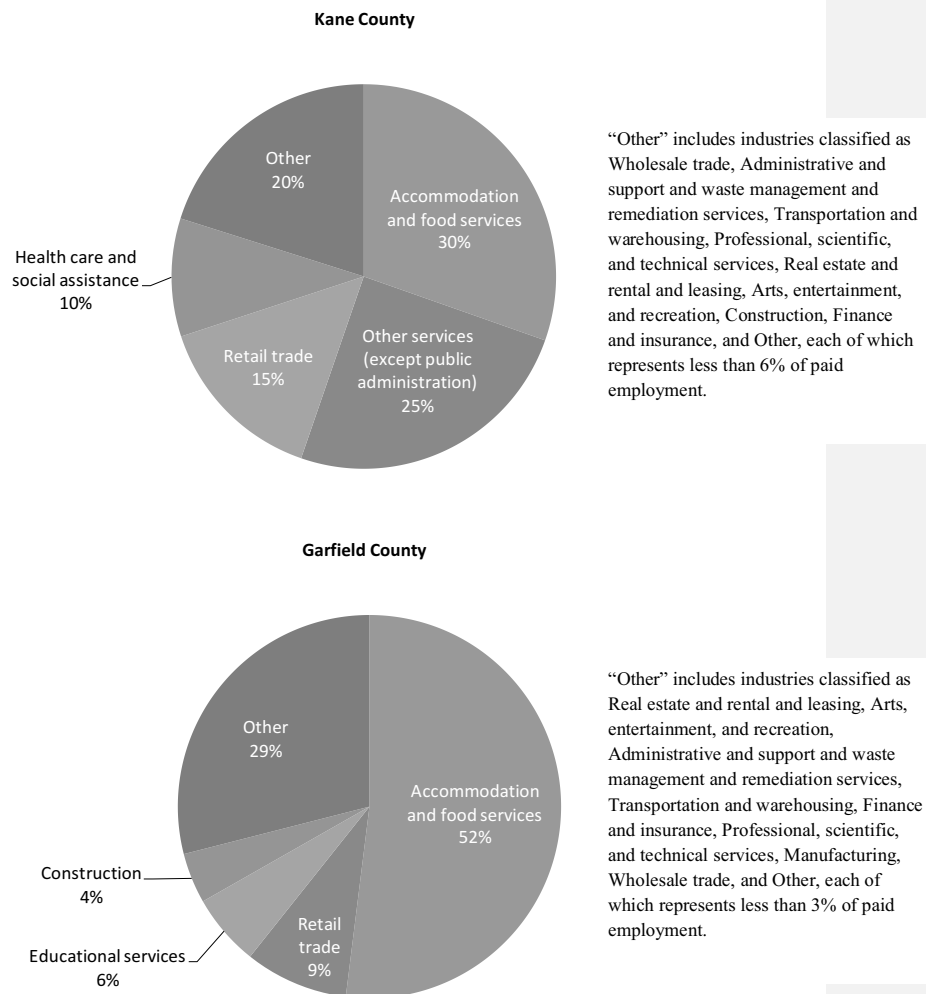 Kane County
Other
20%
Accommodation
and food services
30%
Health care and
social assistance
10%
Retail trade
15%
Other services
(except public
administration)
25%
“Other” includes industries classified as
Wholesale trade, Administrative and
support and waste management and
remediation services, Transportation and
warehousing, Professional, scientific,
and technical services, Real estate and
rental and leasing, Arts, entertainment,
and recreation, Construction, Finance
and insurance, and Other, each of which
represents less than 6% of paid
employment.
Garfield County
Other
29%
Accommodation
and food services
52%
Construction
4%
Educational services
6%
Retail
trade
9%
“Other” includes industries classified as
Real estate and rental and leasing, Arts,
entertainment, and recreation,
Administrative and support and waste
management and remediation services,
Transportation and warehousing, Finance
and insurance, Professional, scientific,
and technical services, Manufacturing,
Wholesale trade, and Other, each of
which represents less than 3% of paid
employment.